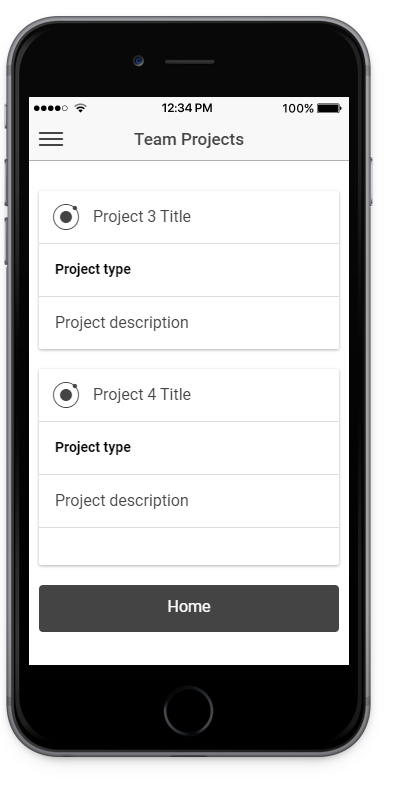 12:34 PM 100%
Team Projects
Project 3 Title
Project type
Project description
Project 4 Title
Project type
Project description
Home